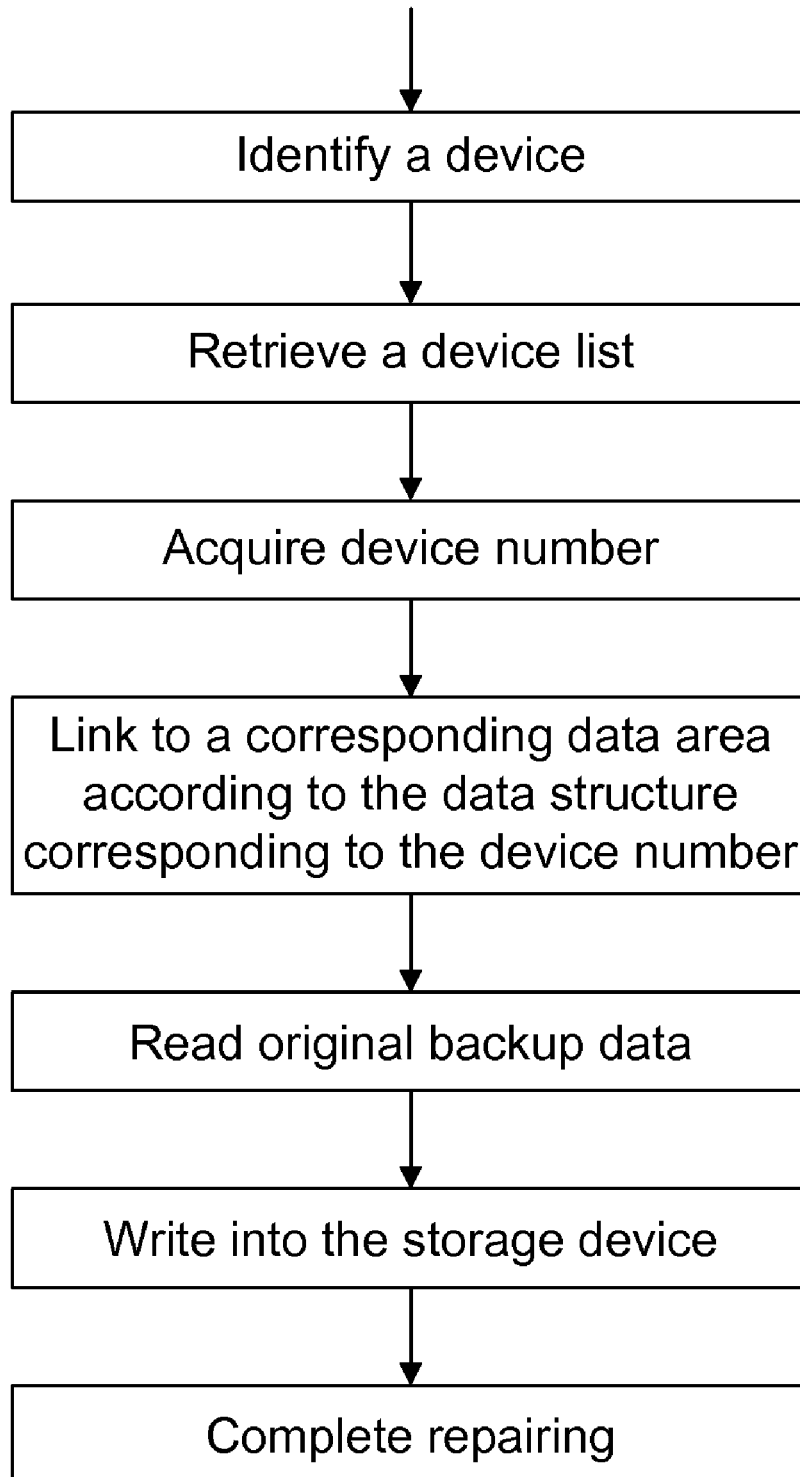 Identify a device
Retrieve a device list
Acquire device number
Link to a corresponding data area
according to the data structure
corresponding to the device number
Read original backup data
Write into the storage device
Complete repairing